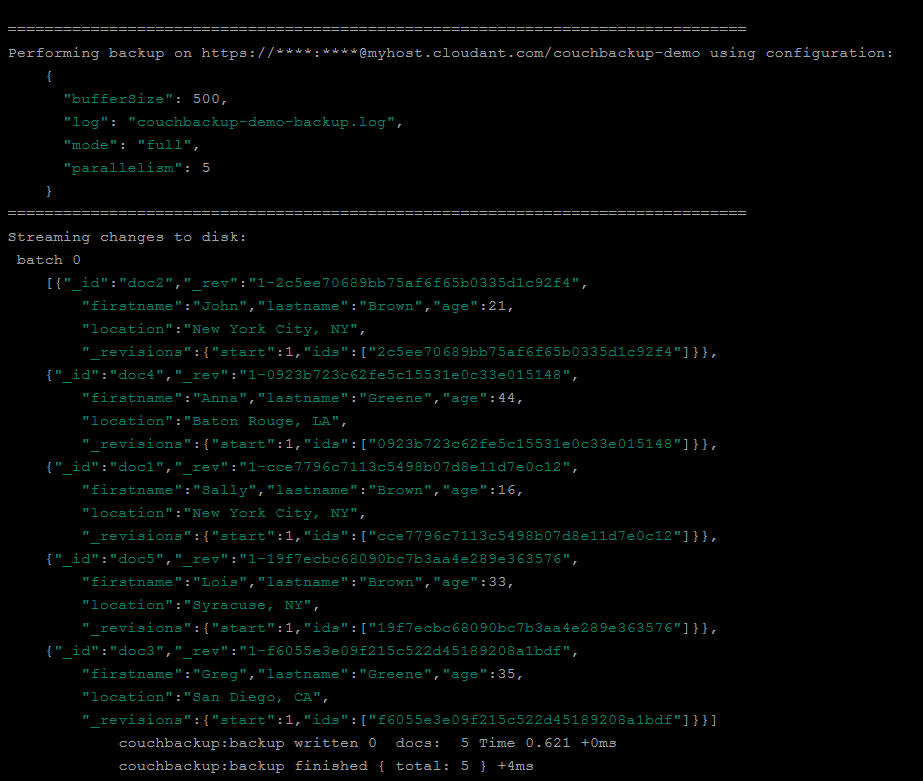 ================================================================================
Performing backup on https://****:****@myhost.cloudant.com/couchbackup-demo using configuration:
{
"bufferSize": 500,
"log": "couchbackup-demo-backup.log",
"mode": "full",
"parallelism": 5
}
================================================================================
Streaming changes to disk:
batch 0
[{"_id":"doc2","_rev":"1-2c5ee70689bb75af6f65b0335d1c92f4",
"firstname":"John","lastname":"Brown","age":21,
"location":"New York City, NY",
"_revisions":{"start":1,"ids":["2c5ee70689bb75af6f65b0335d1c92f4"]}},
{"_id":"doc4","_rev":"1-0923b723c62fe5c15531e0c33e015148",
"firstname":"Anna","lastname":"Greene","age":44,
"location":"Baton Rouge, LA",
"_revisions":{"start":1,"ids":["0923b723c62fe5c15531e0c33e015148"]}},
{"_id":"doc1","_rev":"1-cce7796c7113c5498b07d8e11d7e0c12",
"firstname":"Sally","lastname":"Brown","age":16,
"location":"New York City, NY",
"_revisions":{"start":1,"ids":["cce7796c7113c5498b07d8e11d7e0c12"]}},
{"_id":"doc5","_rev":"1-19f7ecbc68090bc7b3aa4e289e363576",
"firstname":"Lois","lastname":"Brown","age":33,
"location":"Syracuse, NY",
"_revisions":{"start":1,"ids":["19f7ecbc68090bc7b3aa4e289e363576"]}},
{"_id":"doc3","_rev":"1-f6055e3e09f215c522d45189208a1bdf",
"firstname":"Greg","lastname":"Greene","age":35,
"location":"San Diego, CA",
"_revisions":{"start":1,"ids":["f6055e3e09f215c522d45189208a1bdf"]}}]
couchbackup:backup written 0  docs:  5 Time 0.621 +0ms
couchbackup:backup finished { total: 5 } +4ms